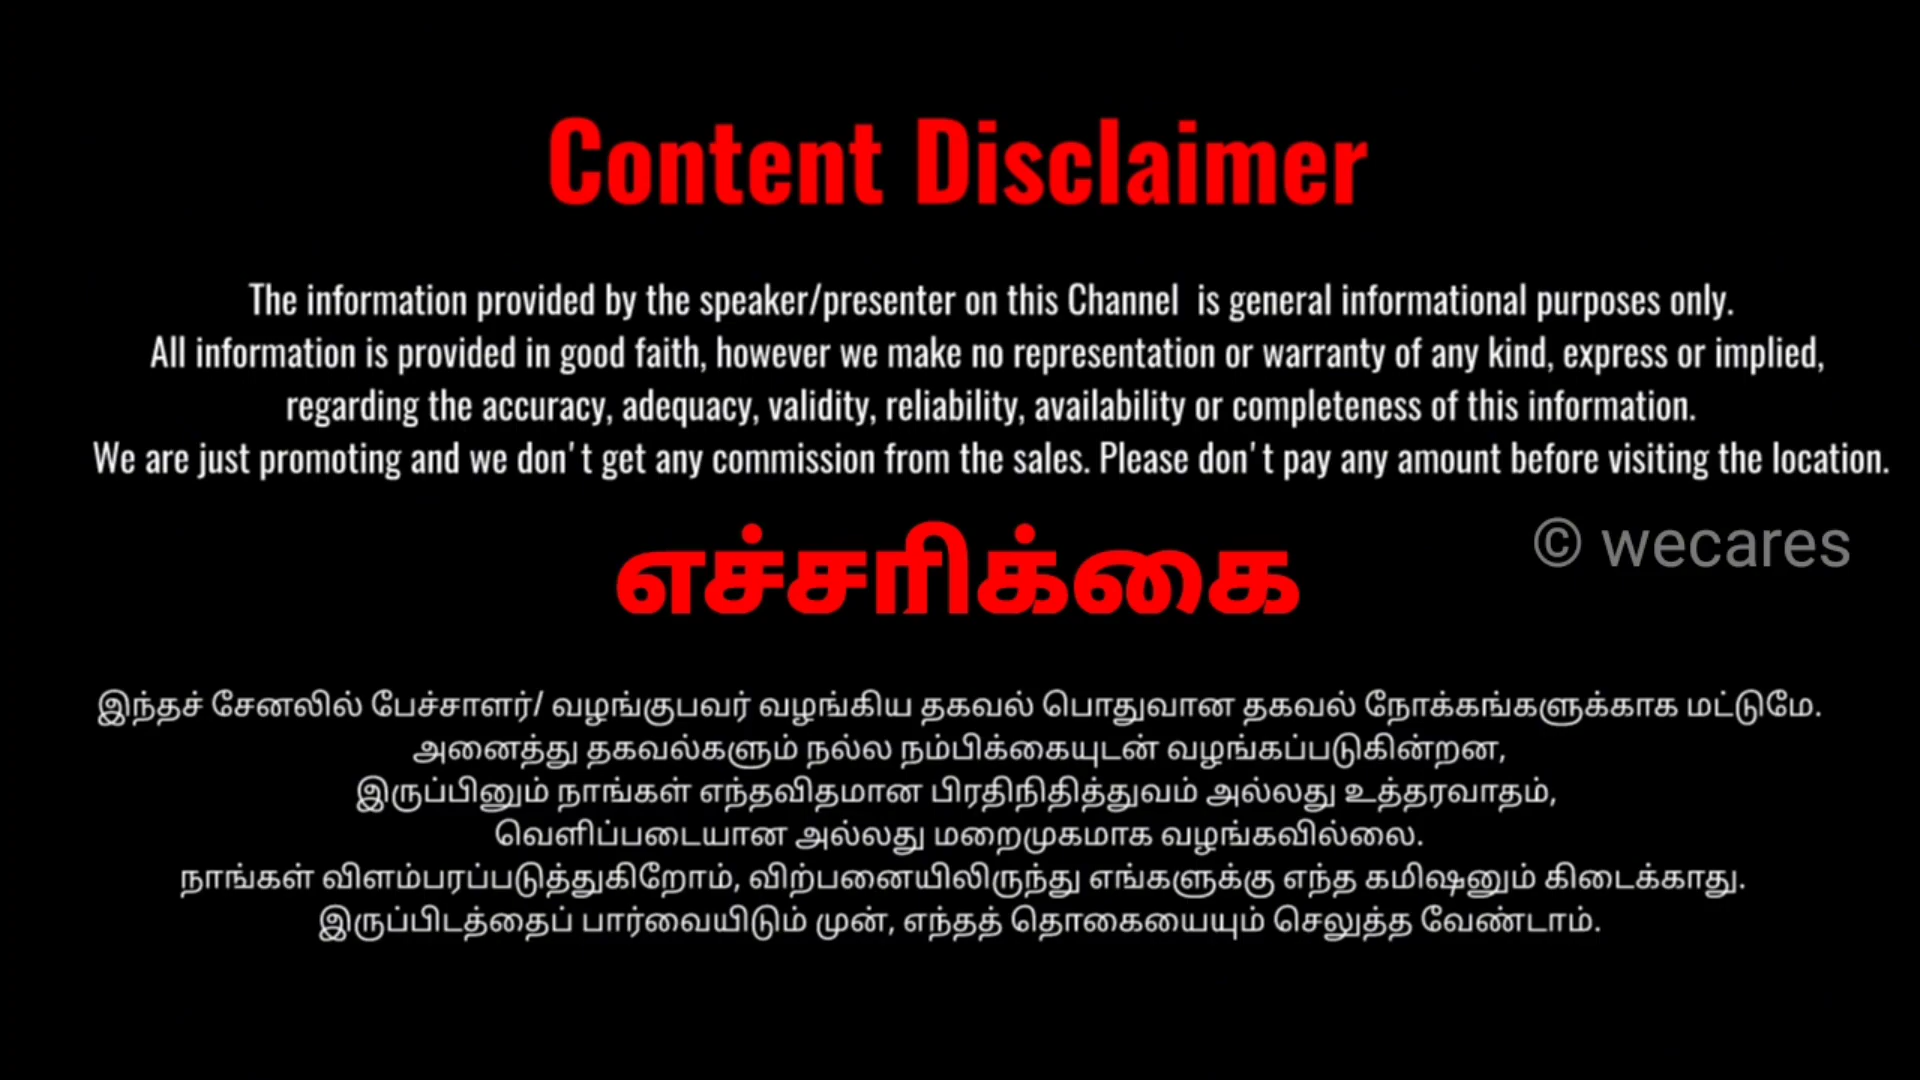 Content Disclaimer
The information provided by the speaker/presenter on this Channel  is general informational purposes only.
All information is provided in good faith, however we make no representation or warranty of any kind, express or implied,
regarding the accuracy, adequacy, validity, reliability, availability or completeness of this information.
We are just promoting and we don't get any commission from the sales. Please don't pay any amount before visiting the location.
© wecares
எச்சரிக்கை
இந்தச் சேனலில் பேச்சாளர்/ வழங்குபவர் வழங்கிய தகவல் பொதுவான தகவல் நோக்கங்களுக்காக மட்டுமே.
அனைத்து தகவல்களும் நல்ல நம்பிக்கையுடன் வழங்கப்படுகின்றன,
இருப்பினும் நாங்கள் எந்தவிதமான பிரதிநிதித்துவம் அல்லது உத்தரவாதம்,
வெளிப்படையான அல்லது மறைமுகமாக வழங்கவில்லை.
நாங்கள் விளம்பரப்படுத்துகிறோம், விற்பனையிலிருந்து எங்களுக்கு எந்த கமிஷனும் கிடைக்காது.
இருப்பிடத்தைப் பார்வையிடும் முன், எந்தத் தொகையையும் செலுத்த வேண்டாம்.